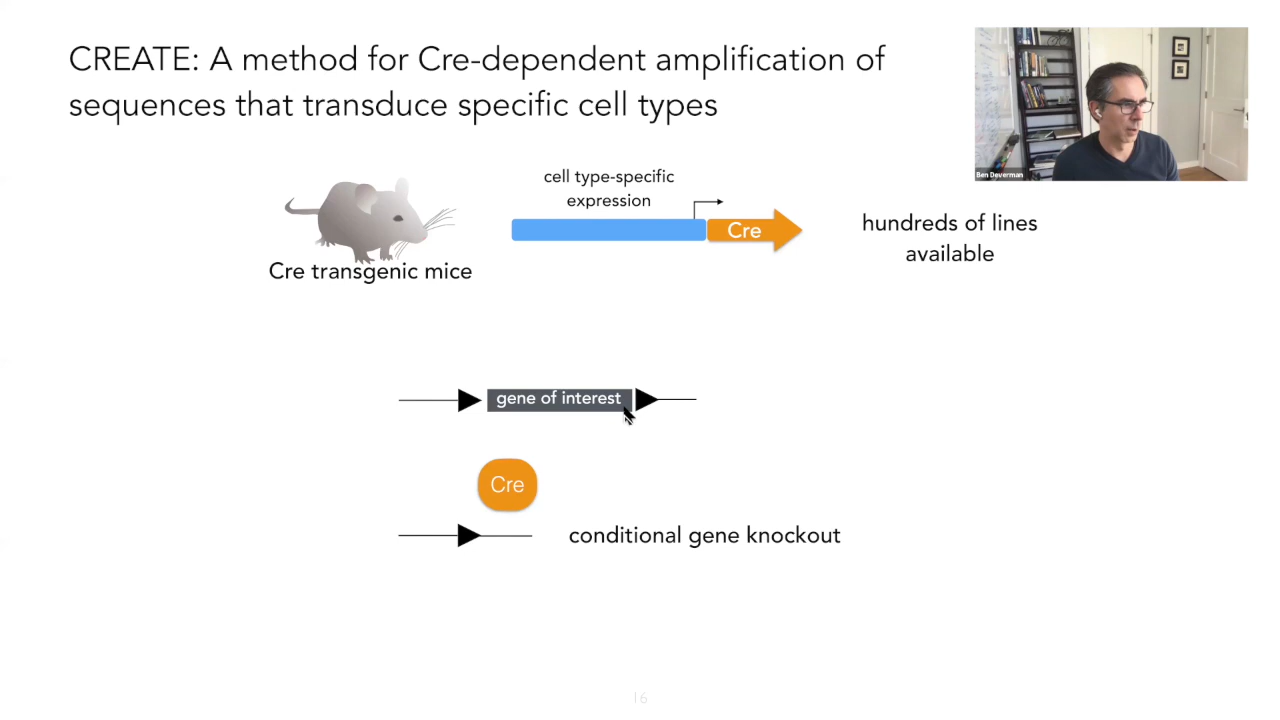 CREATE: A method for Cre-dependent amplification of
sequences that transduce specific cell types
Ben Deverman
cell type-specific
expression
Cre
hundreds of lines
available
Cre transgenic mice
gene of interest
Cre
conditional gene knockout
16